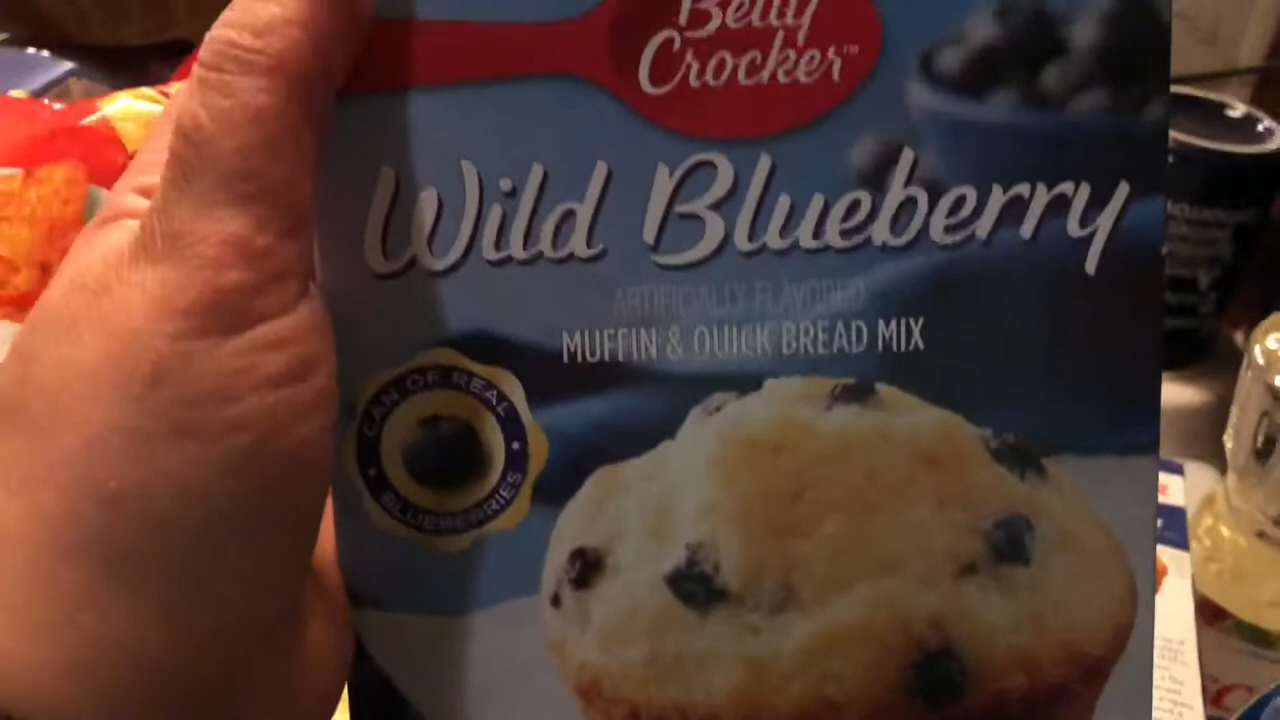 Betty
Crocker™
Wild Blueberry
ARTIFICIALLY FLAVORED
MUFFIN & QUICK BREAD MIX
CAN OF REAL
BLUEBERRIES